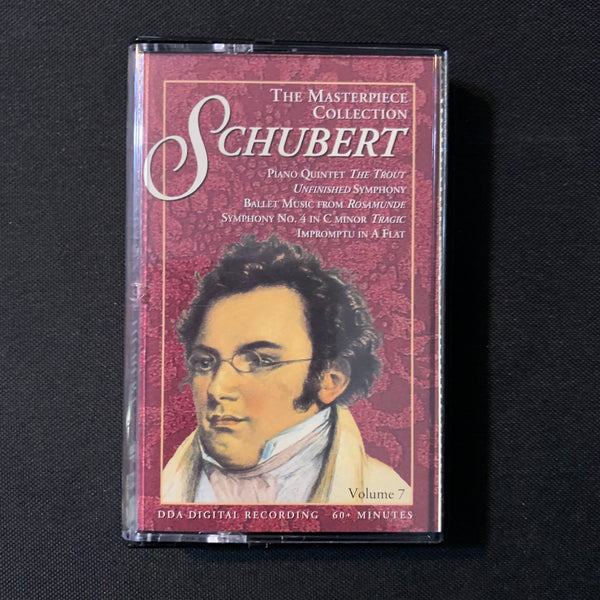 The Masterpiece
Collection
Schubert
Piano Quintet The Trout
Unfinished Symphony
Ballet Music from Rosamunde
Symphony No. 4 in C minor Tragic
Impromptu in A Flat
Volume 7
DDA DIGITAL RECORDING 60+ MINUTES